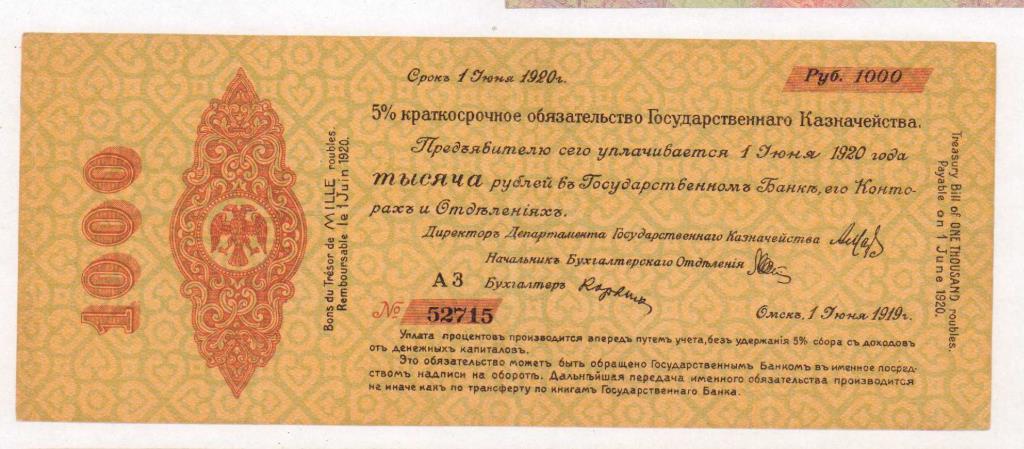 1000
Bons du Trésor de MILLE roubles.
Remboursable le 1 Juin 1920.
Срокъ 1 Іюня 1920 г.
Руб. 1000
5% краткосрочное обязательство Государственнаго Казначейства.
Предъявителю сего уплачивается 1 Іюня 1920 года
тысяча рублей въ Государственномъ Банкѣ, его Конто-
рахъ и Отдѣленіяхъ.
Директоръ Департамента Государственнаго Казначейства
Начальникъ Бухгалтерскаго Отдѣленія
АЗ Бухгалтеръ
№ 52715
Омскъ, 1 Іюня 1919 г.
Уплата процентовъ производится впередъ путемъ учета, безъ удержанія 5% сбора съ доходовъ
отъ денежныхъ капиталовъ.
Это обязательство можетъ быть обращено Государственнымъ Банкомъ въ именное посред-
ствомъ надписи на оборотѣ. Дальнѣйшая передача именного обязательства производится
не иначе какъ по трансферту по книгамъ Государственнаго Банка.
Treasury Bill of ONE THOUSAND roubles.
Payable on 1 June 1920.